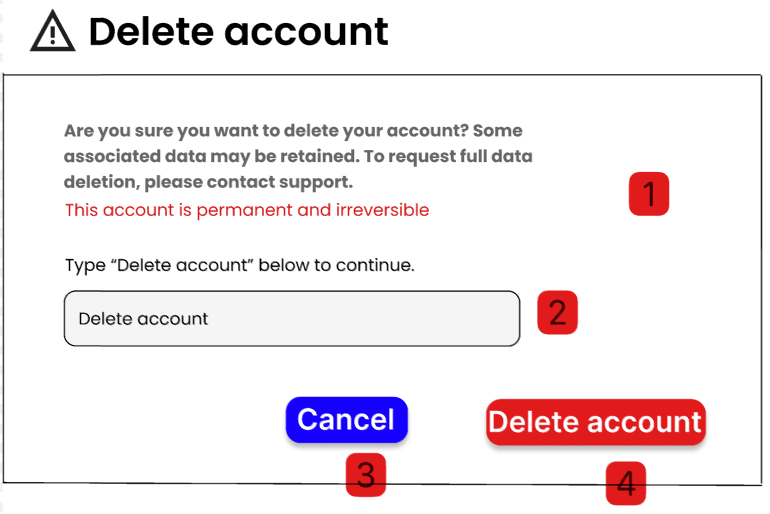 Delete account
Are you sure you want to delete your account? Some
associated data may be retained. To request full data
deletion, please contact support.
This account is permanent and irreversible
1
Type “Delete account” below to continue.
Delete account
2
Cancel
Delete account
3
4